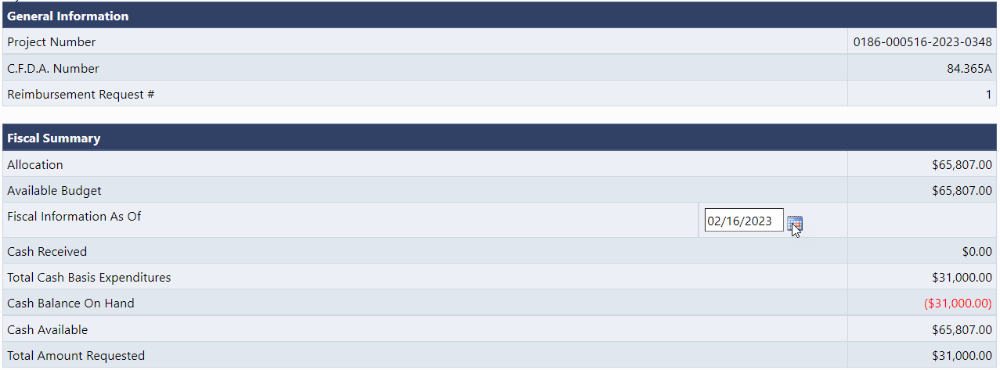 General Information
Project Number 0186-000516-2023-0348
C.F.D.A. Number 84.365A
Reimbursement Request # 1
Fiscal Summary
Allocation $65,807.00
Available Budget $65,807.00
Fiscal Information As Of 02/16/2023
Cash Received $0.00
Total Cash Basis Expenditures $31,000.00
Cash Balance On Hand ($31,000.00)
Cash Available $65,807.00
Total Amount Requested $31,000.00